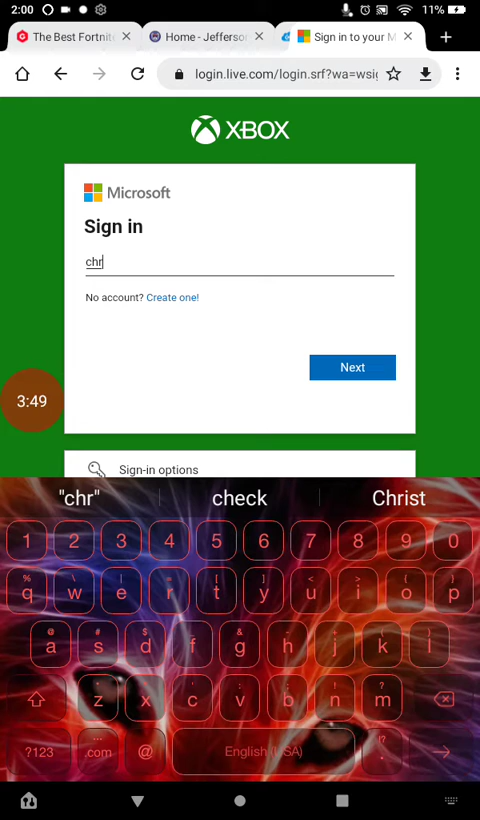 2:00 11%
The Best Fortnite Home - Jefferson Sign in to your M
login.live.com/login.srf?wa=wsig
XBOX
Microsoft
Sign in
chr
No account? Create one!
Next
3:49
Sign-in options
"chr" check Christ
1 2 3 4 5 6 7 8 9 0
% \ | = [ ] < > { }
q w e r t y u i o p
@ # $ & - + ( )
a s d f g h j k l
* " ' : ; ! ?
z x c v b n m
?123 .com @ English (USA) !? .